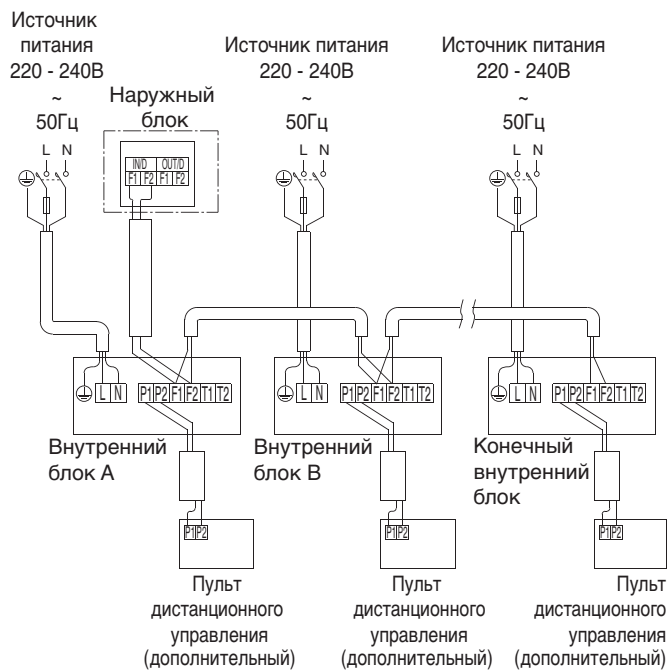 Источник
питания
220 - 240В
~
50Гц
L N
Наружный
блок
IN/D OUT/D
F1 F2 F1 F2
Источник питания
220 - 240В
~
50Гц
L N
Источник питания
220 - 240В
~
50Гц
L N
L N P1 P2 F1 F2 T1 T2
L N P1 P2 F1 F2 T1 T2
L N P1 P2 F1 F2 T1 T2
Внутренний
блок A
Внутренний
блок B
Конечный
внутренний
блок
P1 P2
P1 P2
P1 P2
Пульт
дистанционного
управления
(дополнительный)
Пульт
дистанционного
управления
(дополнительный)
Пульт
дистанционного
управления
(дополнительный)